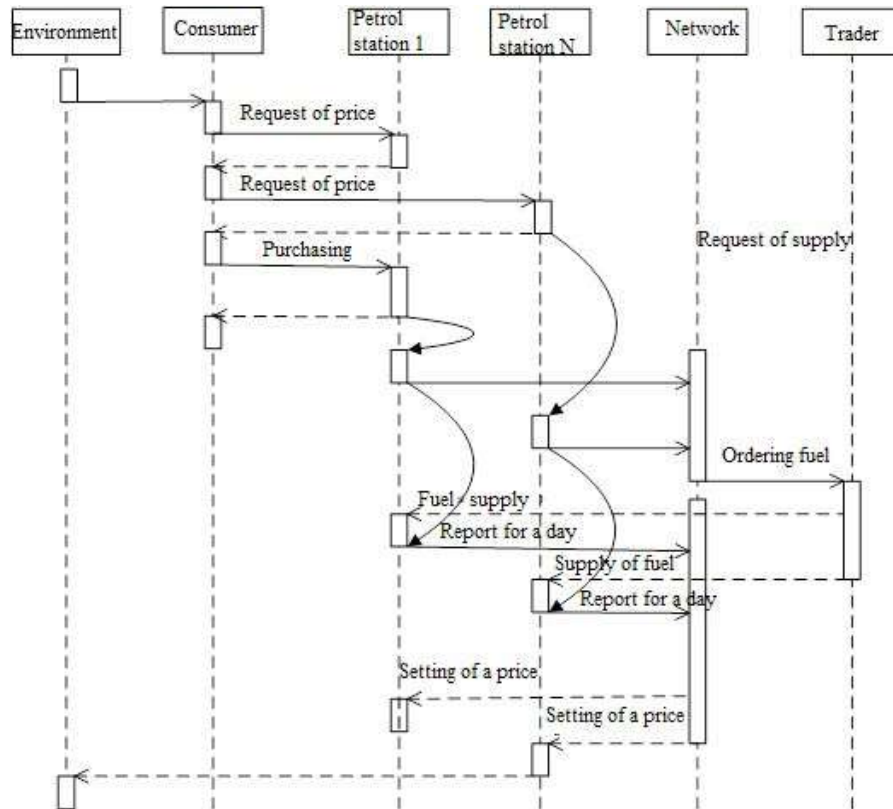 Environment
Consumer
Petrol
station 1
Petrol
station N
Network
Trader
Request of price
Request of price
Request of supply
Purchasing
Ordering fuel
Fuel - supply
Report for a day
Supply of fuel
Report for a day
Setting of a price
Setting of a price